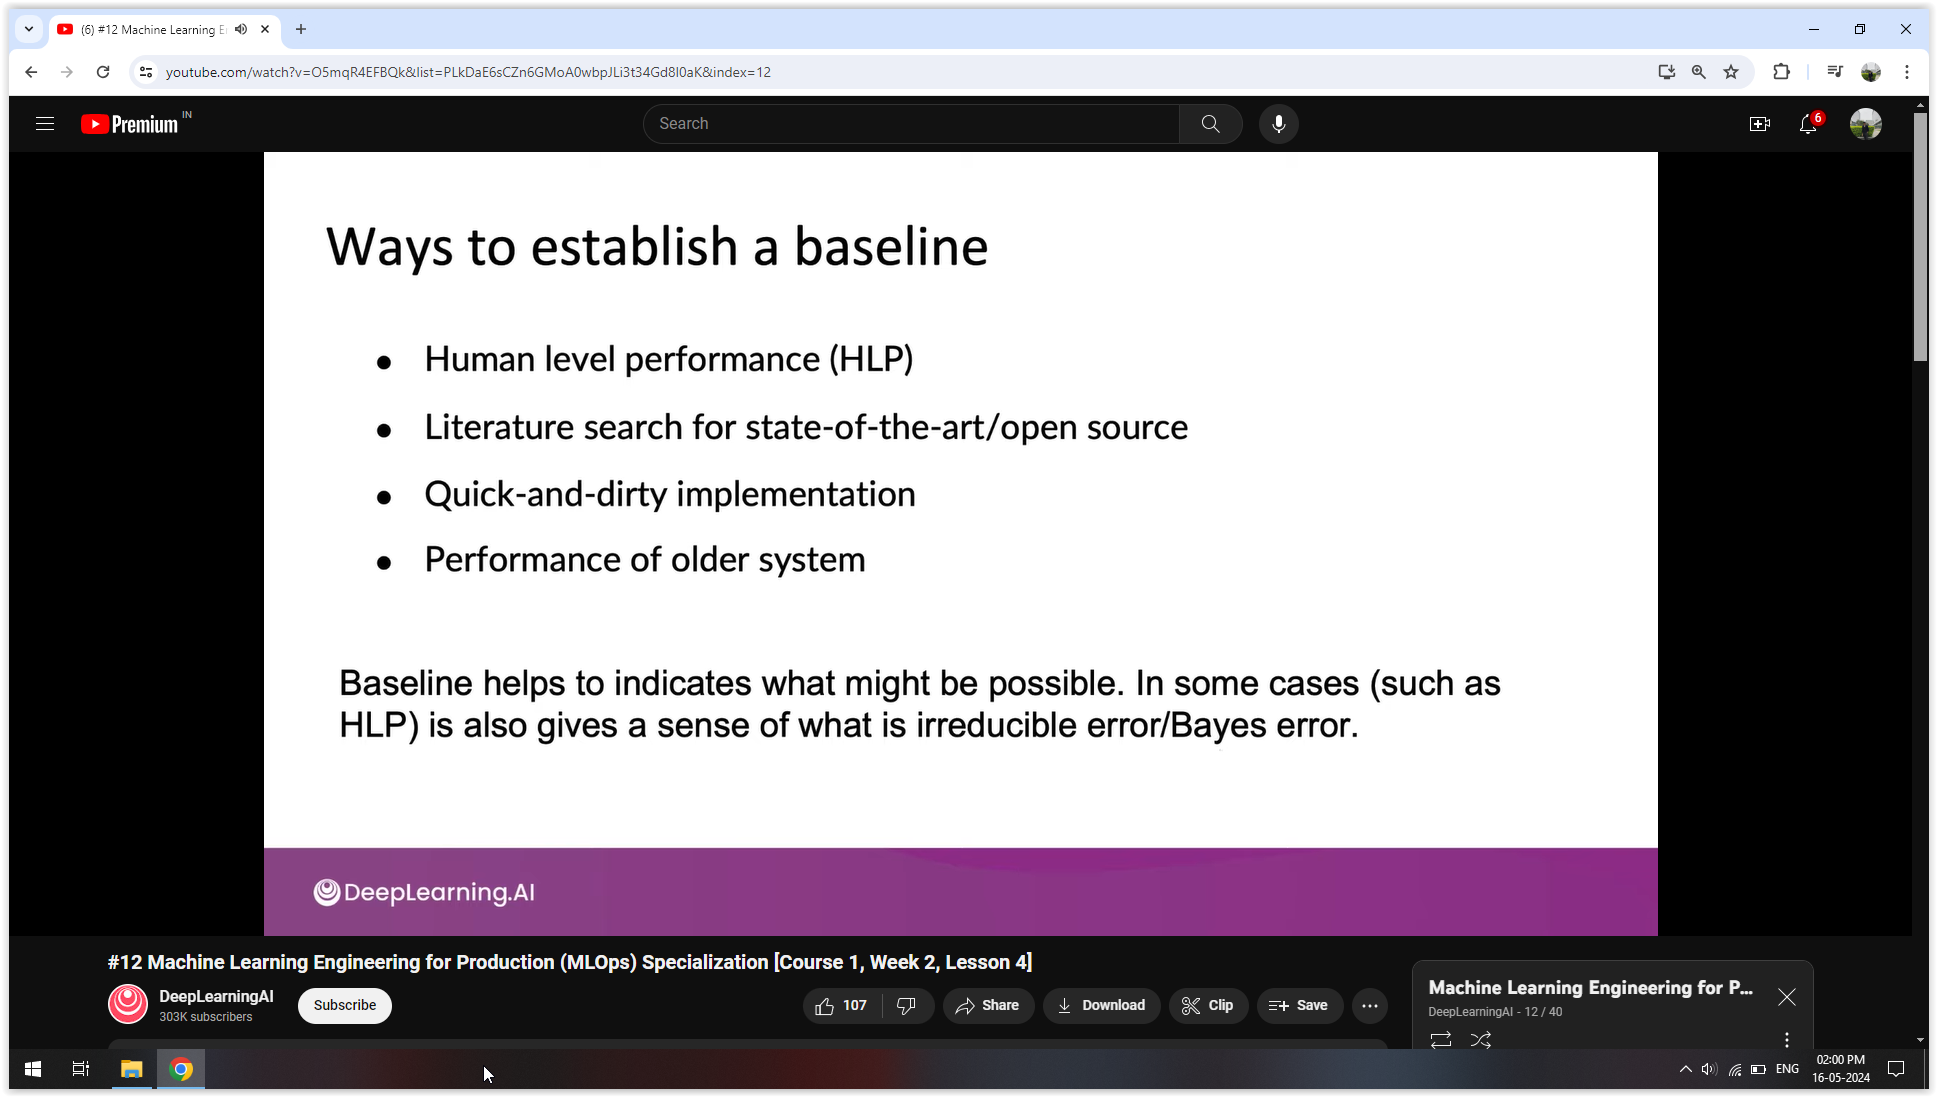 (6) #12 Machine Learning E
youtube.com/watch?v=O5mqR4EFBQk&list=PLkDaE6sCZn6GMoA0wbpJLi3t34Gd8l0aK&index=12
Premium IN
Search
6
Ways to establish a baseline
● Human level performance (HLP)
● Literature search for state-of-the-art/open source
● Quick-and-dirty implementation
● Performance of older system
Baseline helps to indicates what might be possible. In some cases (such as
HLP) is also gives a sense of what is irreducible error/Bayes error.
DeepLearning.AI
#12 Machine Learning Engineering for Production (MLOps) Specialization [Course 1, Week 2, Lesson 4]
DeepLearningAI
303K subscribers
Subscribe
107
Share
Download
Clip
Save
Machine Learning Engineering for P...
DeepLearningAI - 12 / 40
ENG
02:00 PM
16-05-2024